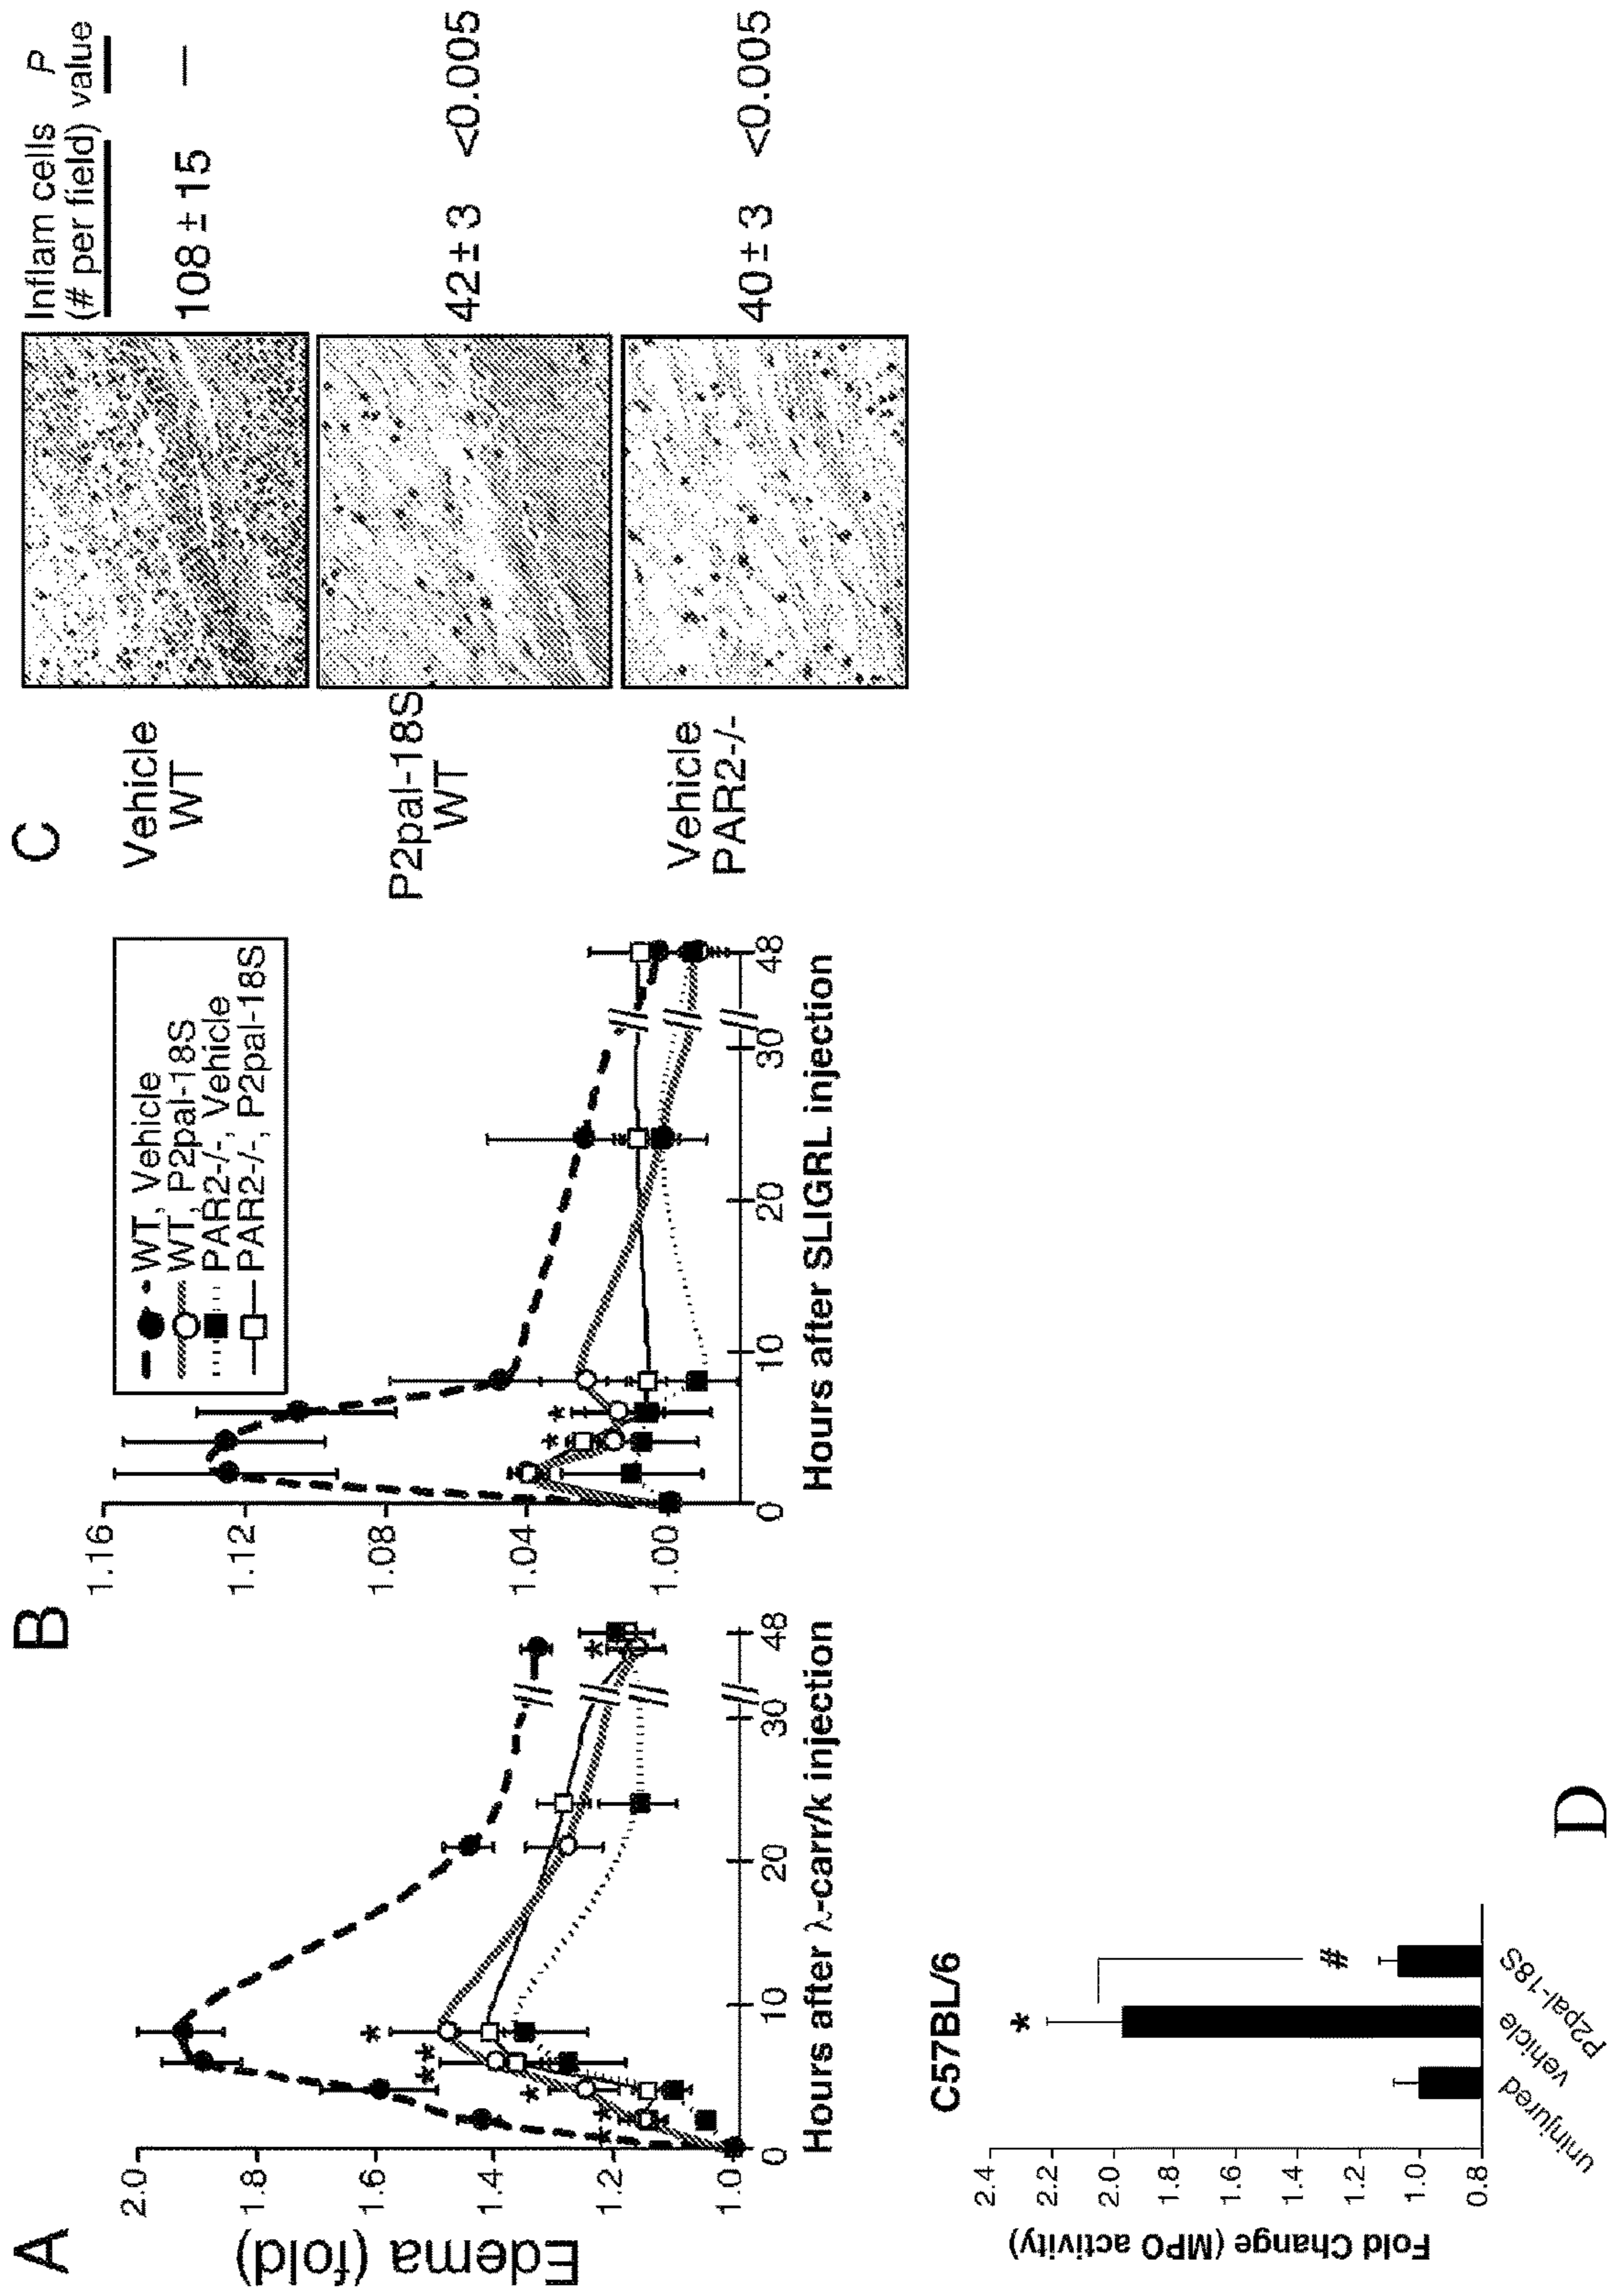 A
Edema (fold)
2.0
1.8
1.6
1.4
1.2
1.0
0
10
20
30
48
*
*
*
*
*
*
*
Hours after λ-carr/k injection
B
1.16
1.12
1.08
1.04
1.00
WT, Vehicle
WT, P2pal-18S
PAR2-/-, Vehicle
PAR2-/-, P2pal-18S
*
*
0
10
20
30
48
Hours after SLIGRL injection
C
Inflam cells P
(# per field) value
Vehicle
WT
108 ± 15 —
P2pal-18S
WT
42 ± 3 <0.005
Vehicle
PAR2-/-
40 ± 3 <0.005
C57BL/6
Fold Change (MPO activity)
2.4
2.2
2.0
1.8
1.6
1.4
1.2
1.0
0.8
*
#
uninjured
vehicle
P2pal-18S
D